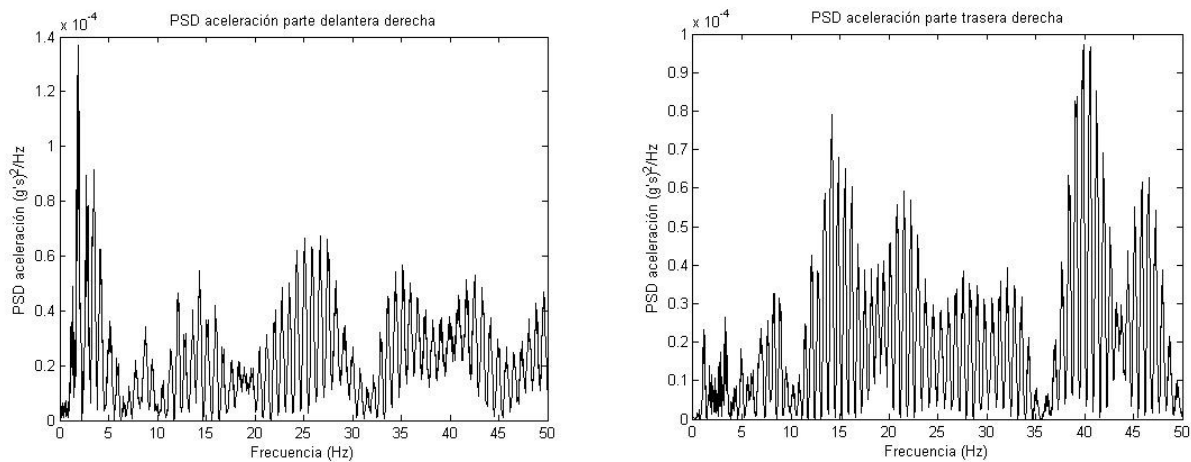 PSD aceleración parte delantera derecha
x 10-4
1.4
1.2
1
0.8
0.6
0.4
0.2
0
PSD aceleración (g's)2/Hz
0 5 10 15 20 25 30 35 40 45 50
Frecuencia (Hz)
PSD aceleración parte trasera derecha
x 10-4
1
0.9
0.8
0.7
0.6
0.5
0.4
0.3
0.2
0.1
0
PSD aceleración (g's)2/Hz
0 5 10 15 20 25 30 35 40 45 50
Frecuencia (Hz)